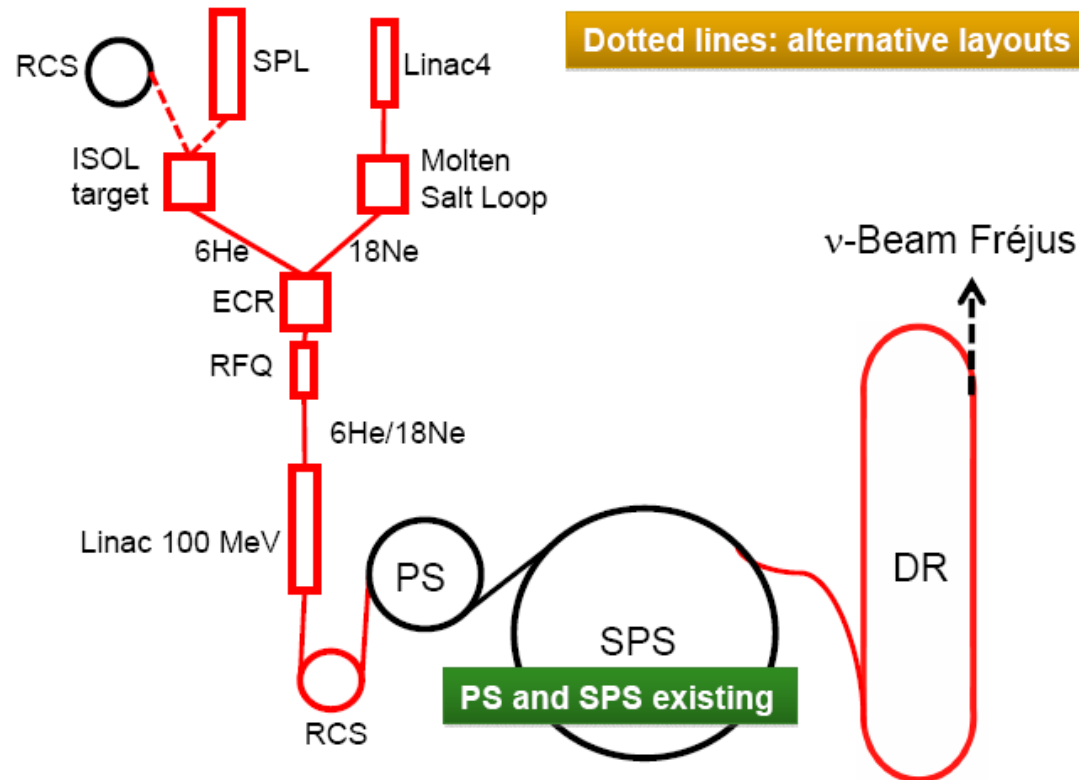 Dotted lines: alternative layouts
RCS
SPL
Linac4
ISOL
target
Molten
Salt Loop
6He
18Ne
ν-Beam Fréjus
ECR
RFQ
6He/18Ne
Linac 100 MeV
PS
SPS
DR
PS and SPS existing
RCS